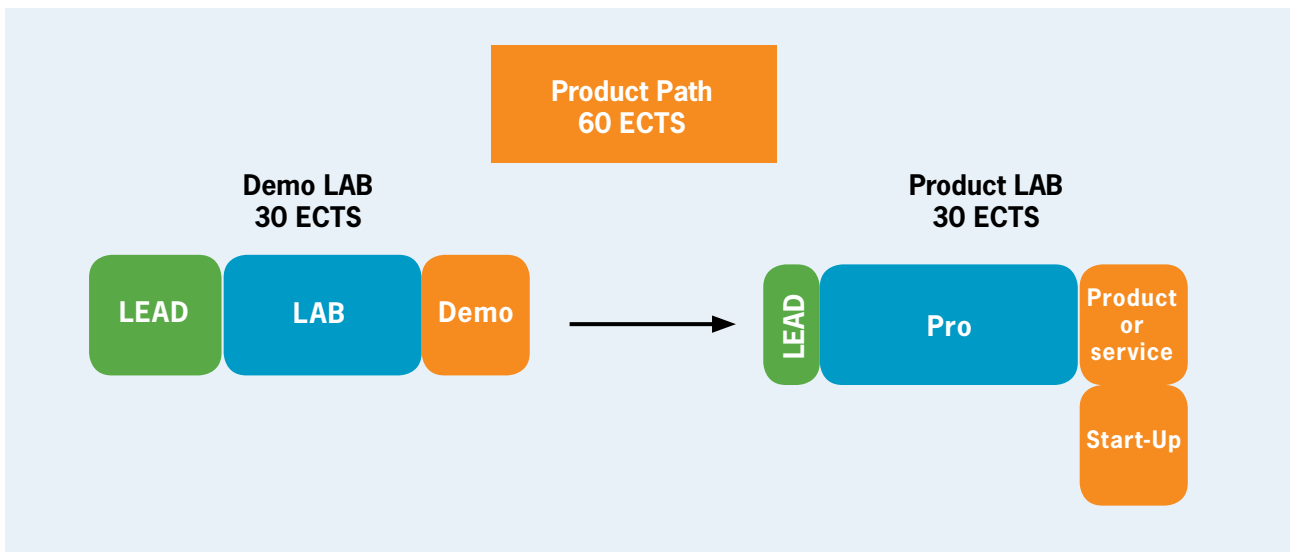 Product Path
60 ECTS
Demo LAB
30 ECTS
LEAD
LAB
Demo
Product LAB
30 ECTS
LEAD
Pro
Product
or
service
Start-Up